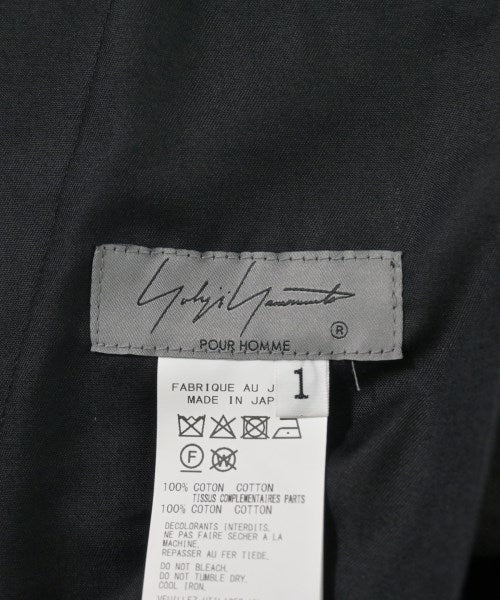 Yohji Yamamoto
®
POUR HOMME
1
FABRIQUE AU J
MADE IN JAP
F
W
100% COTON COTTON
TISSUS COMPLEMENTAIRES PARTS
100% COTON COTTON
DECOLORANTS INTERDITS.
NE PAS FAIRE SECHER A LA
MACHINE.
REPASSER AU FER TIEDE.
DO NOT BLEACH.
DO NOT TUMBLE DRY.
COOL IRON.
VEUILLEZ